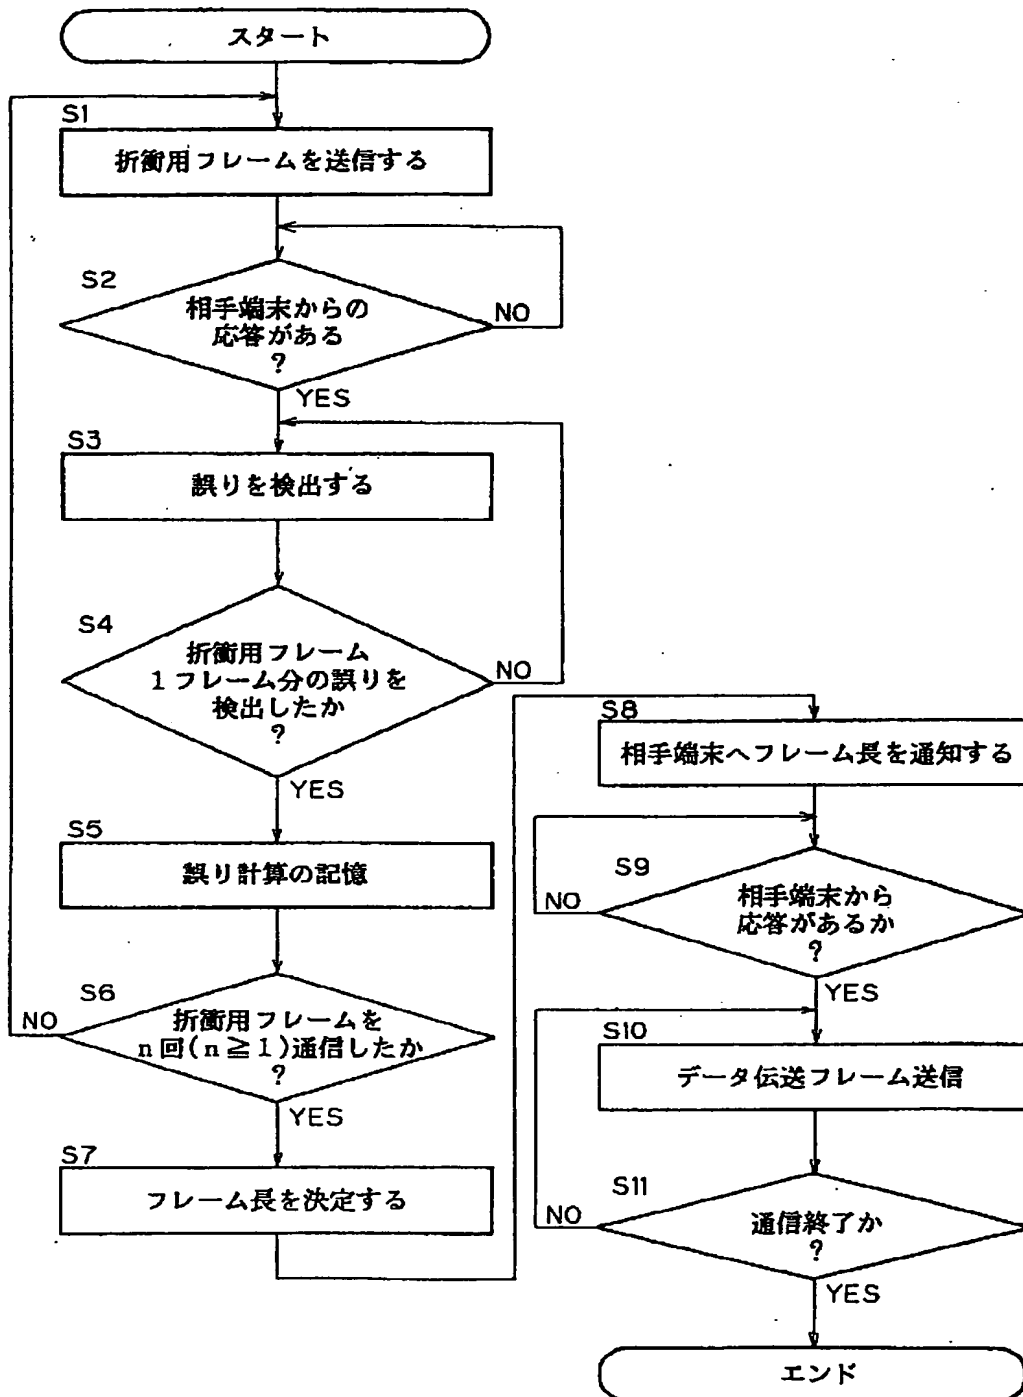 スタート
S1
折衝用フレームを送信する
S2
相手端末からの
応答がある
?
NO
YES
S3
誤りを検出する
S4
折衝用フレーム
1フレーム分の誤りを
検出したか
?
NO
YES
S5
誤り計算の記憶
S6
折衝用フレームを
n回(n≧1)通信したか
?
NO
YES
S7
フレーム長を決定する
S8
相手端末へフレーム長を通知する
S9
相手端末から
応答があるか
?
NO
YES
S10
データ伝送フレーム送信
S11
通信終了か
?
NO
YES
エンド